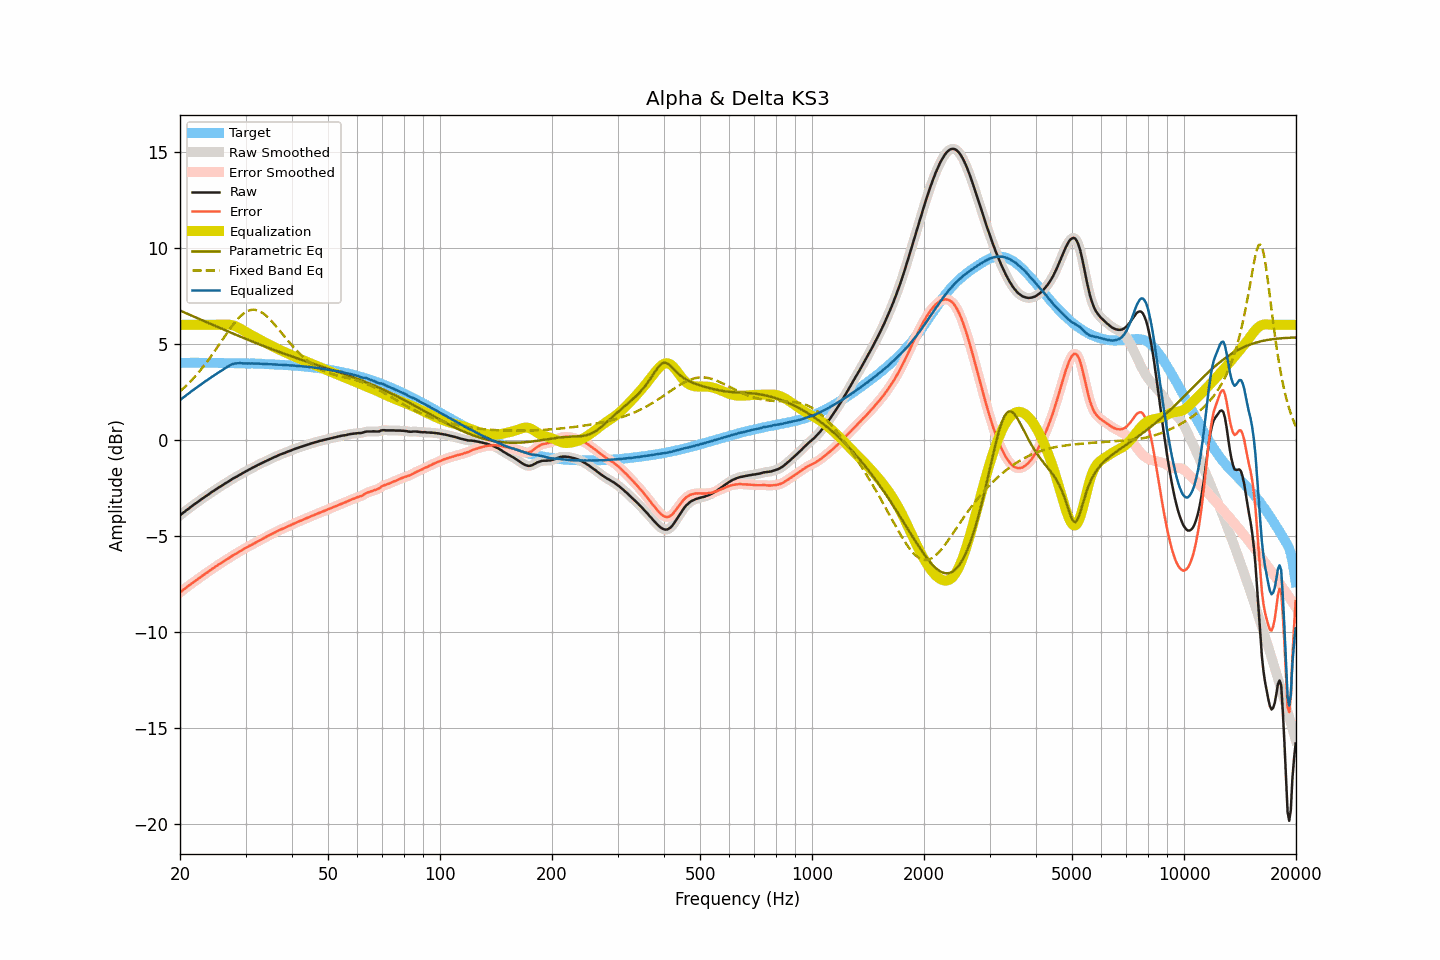 Alpha & Delta KS3
Target
Raw Smoothed
Error Smoothed
Raw
Error
Equalization
Parametric Eq
Fixed Band Eq
Equalized
Amplitude (dBr)
15
10
5
0
−5
−10
−15
−20
20 50 100 200 500 1000 2000 5000 10000 20000
Frequency (Hz)